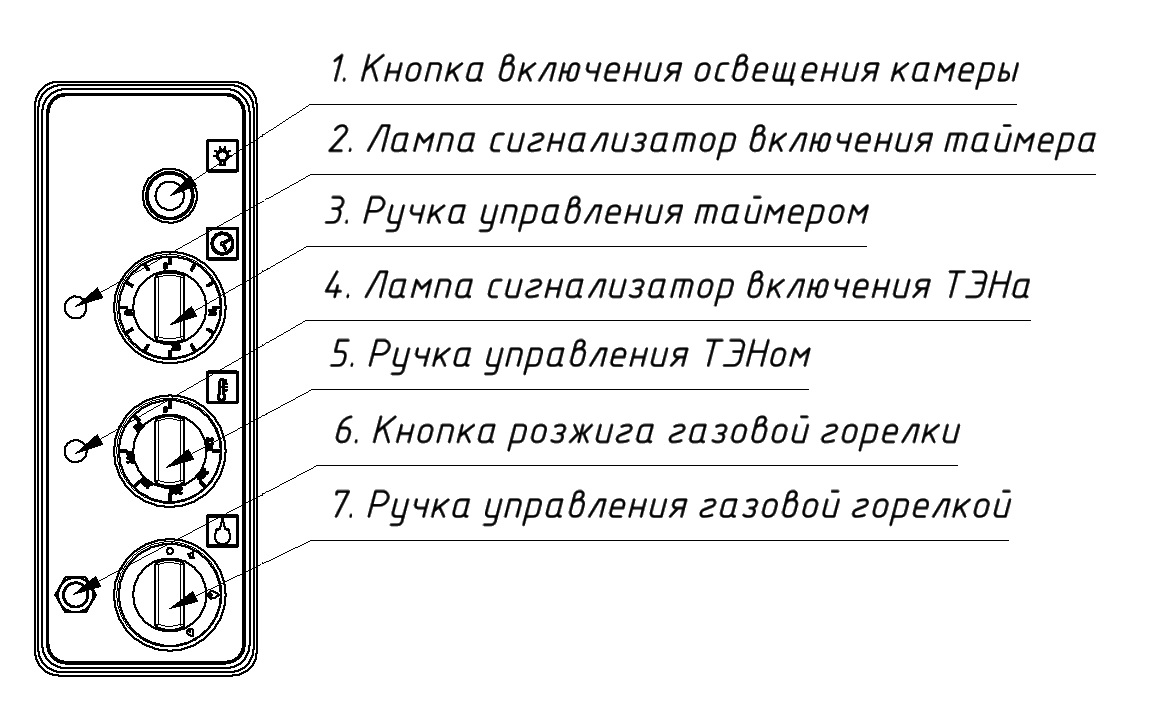 1. Кнопка включения освещения камеры
2. Лампа сигнализатор включения таймера
3. Ручка управления таймером
4. Лампа сигнализатор включения ТЭНа
5. Ручка управления ТЭНом
6. Кнопка розжига газовой горелки
7. Ручка управления газовой горелкой